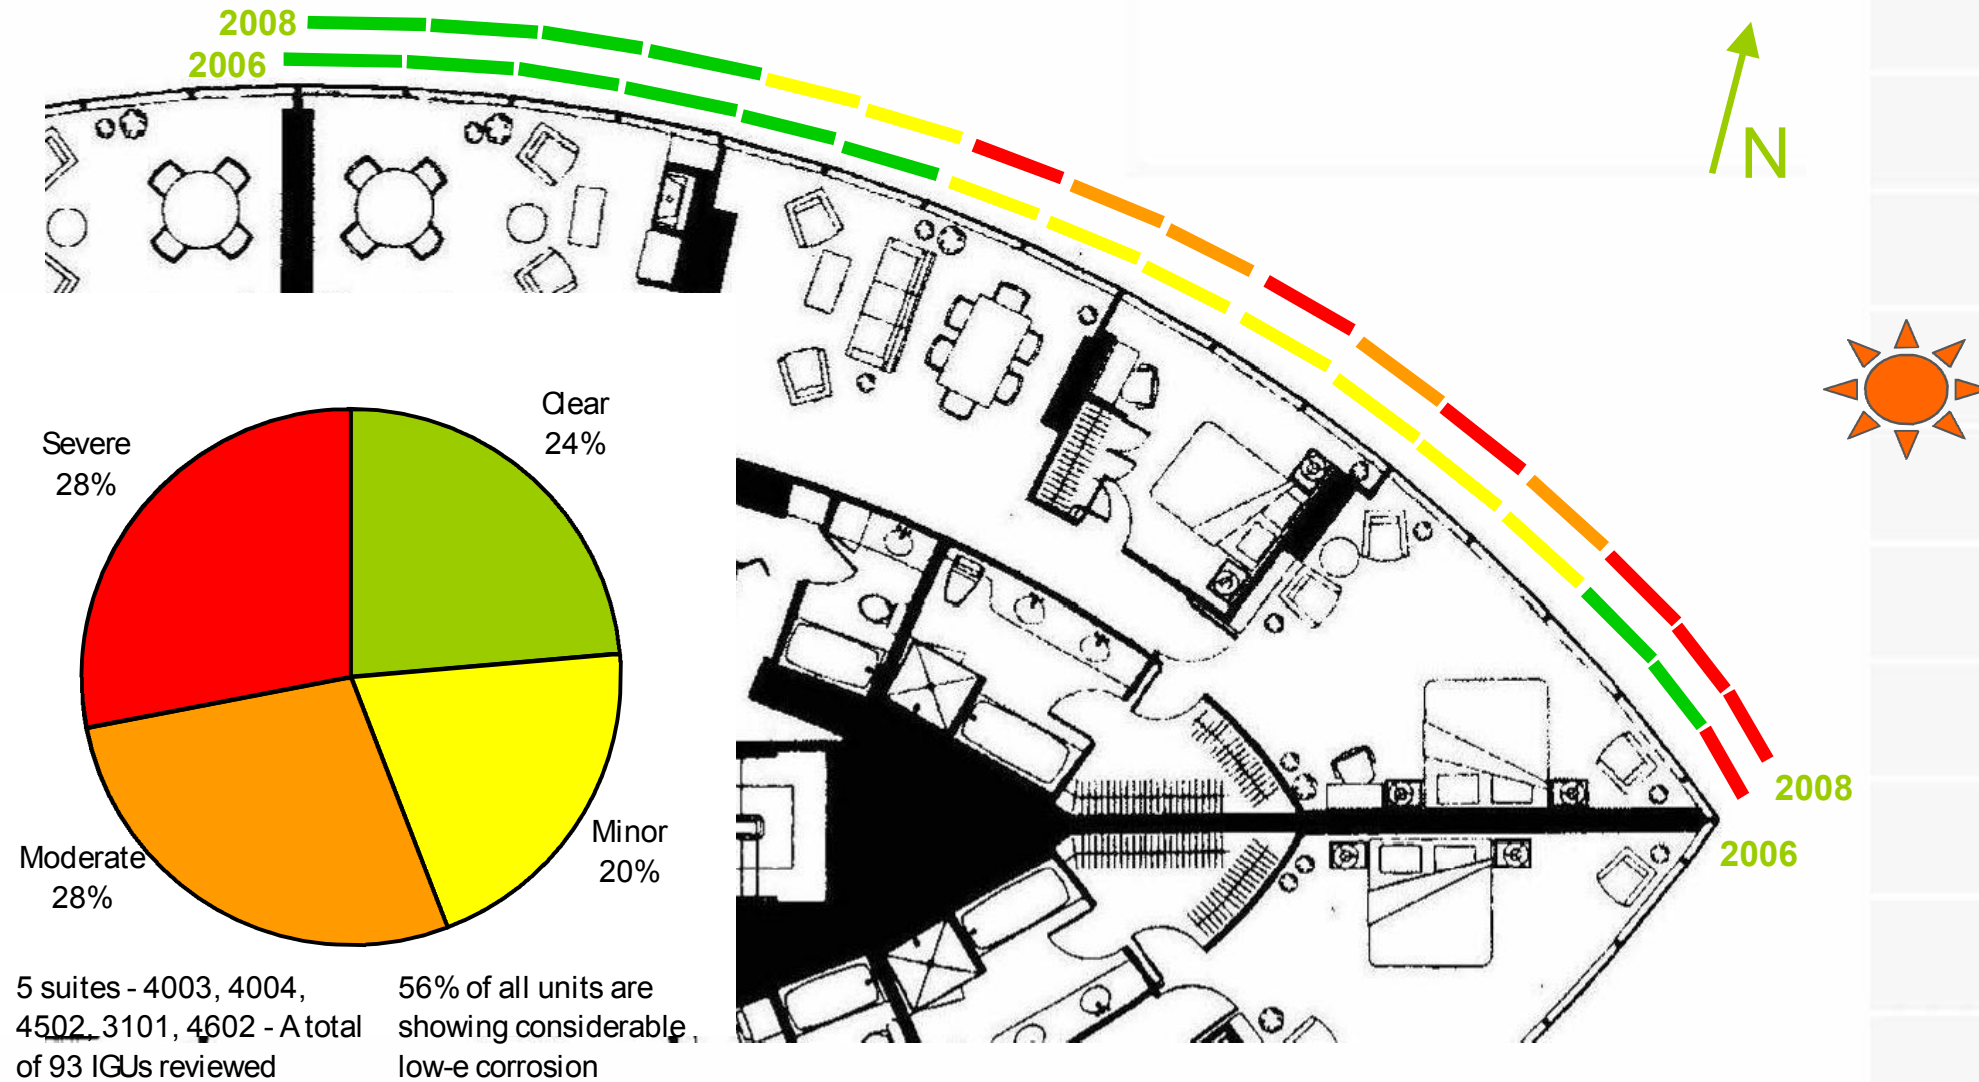 2008
2006
N
Clear
24%
Severe
28%
Minor
20%
Moderate
28%
2008
2006
5 suites - 4003, 4004,
4502, 3101, 4602 - A total
of 93 IGUs reviewed
56% of all units are
showing considerable
low-e corrosion